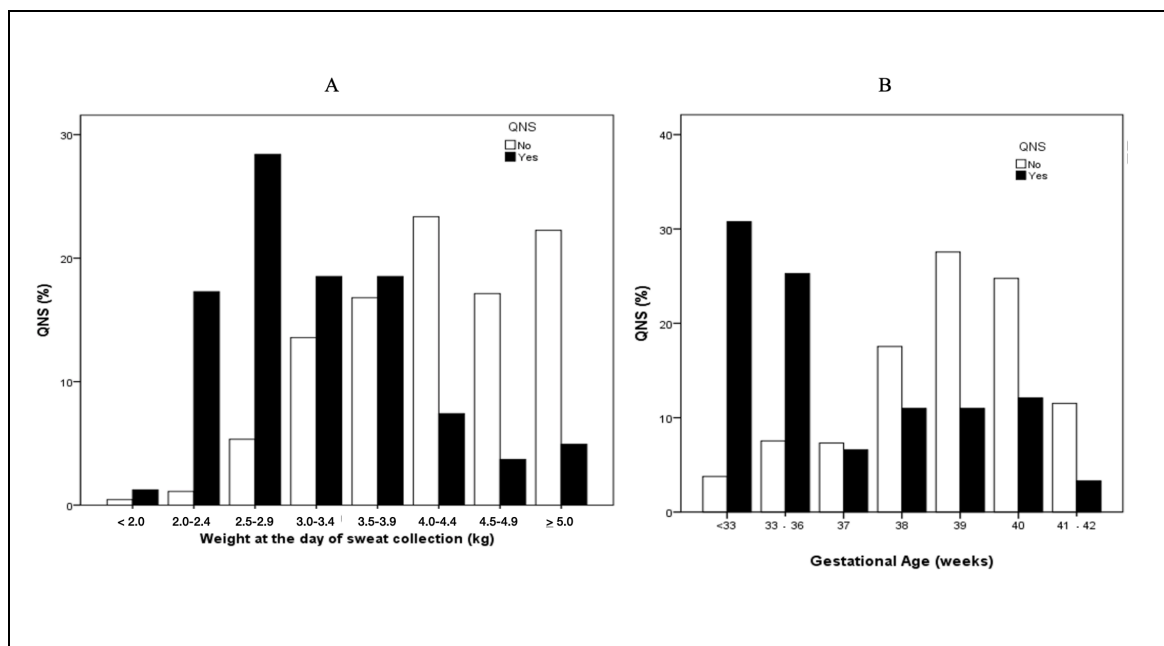 A
QNS
No
Yes
30
20
10
0
QNS (%)
< 2.0 2.0-2.4 2.5-2.9 3.0-3.4 3.5-3.9 4.0-4.4 4.5-4.9 ≥ 5.0
Weight at the day of sweat collection (kg)
B
QNS
No
Yes
40
30
20
10
0
QNS (%)
<33 33 - 36 37 38 39 40 41 - 42
Gestational Age (weeks)